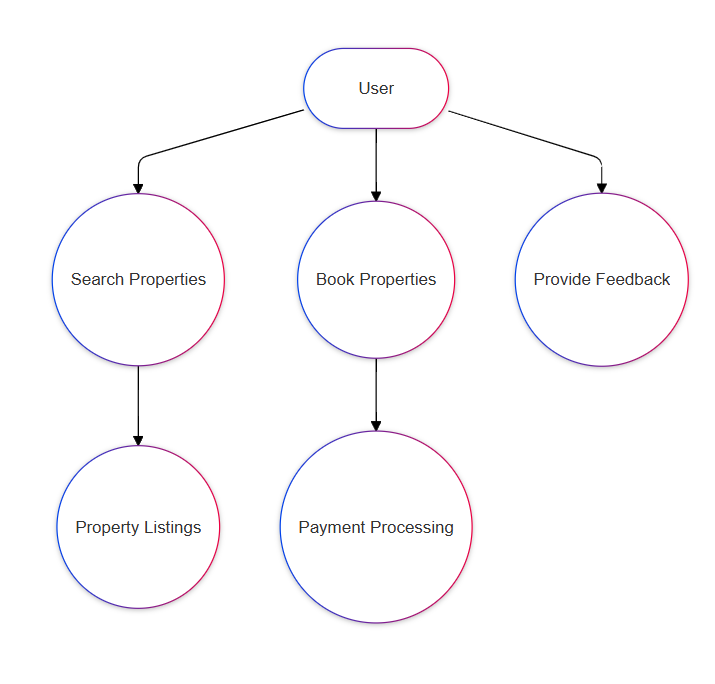 User
Search Properties
Book Properties
Provide Feedback
Property Listings
Payment Processing